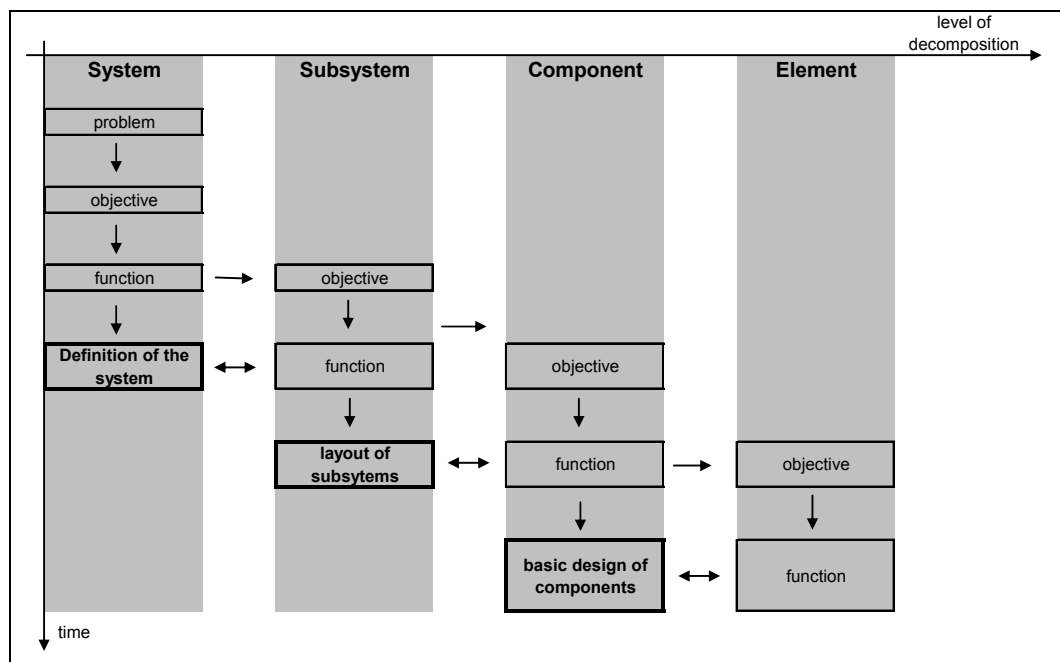 level of
decomposition
System
Subsystem
Component
Element
problem
objective
function
objective
Definition of the
system
function
objective
layout of
subsytems
function
objective
basic design of
components
function
time